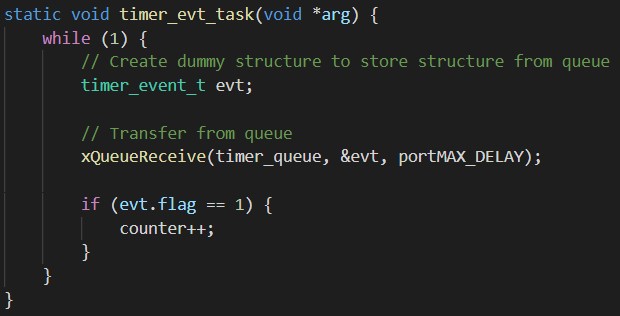 static void timer_evt_task(void *arg) {
    while (1) {
        // Create dummy structure to store structure from queue
        timer_event_t evt;

        // Transfer from queue
        xQueueReceive(timer_queue, &evt, portMAX_DELAY);

        if (evt.flag == 1) {
            counter++;
        }
    }
}